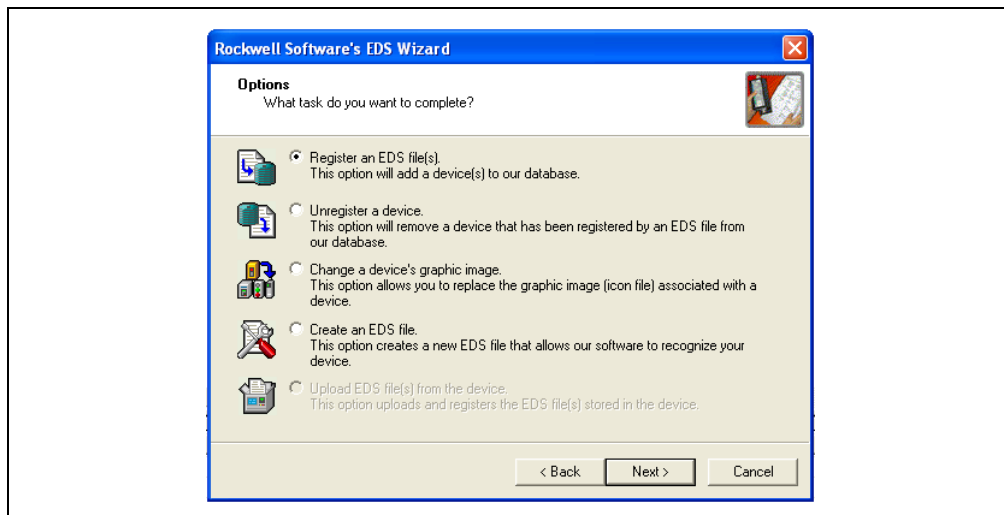 Rockwell Software's EDS Wizard
Options
What task do you want to complete?
Register an EDS file(s).
This option will add a device(s) to our database.
Unregister a device.
This option will remove a device that has been registered by an EDS file from
our database.
Change a device's graphic image.
This option allows you to replace the graphic image (icon file) associated with a
device.
Create an EDS file.
This option creates a new EDS file that allows our software to recognize your
device.
Upload EDS file(s) from the device.
This option uploads and registers the EDS file(s) stored in the device.
< Back
Next >
Cancel